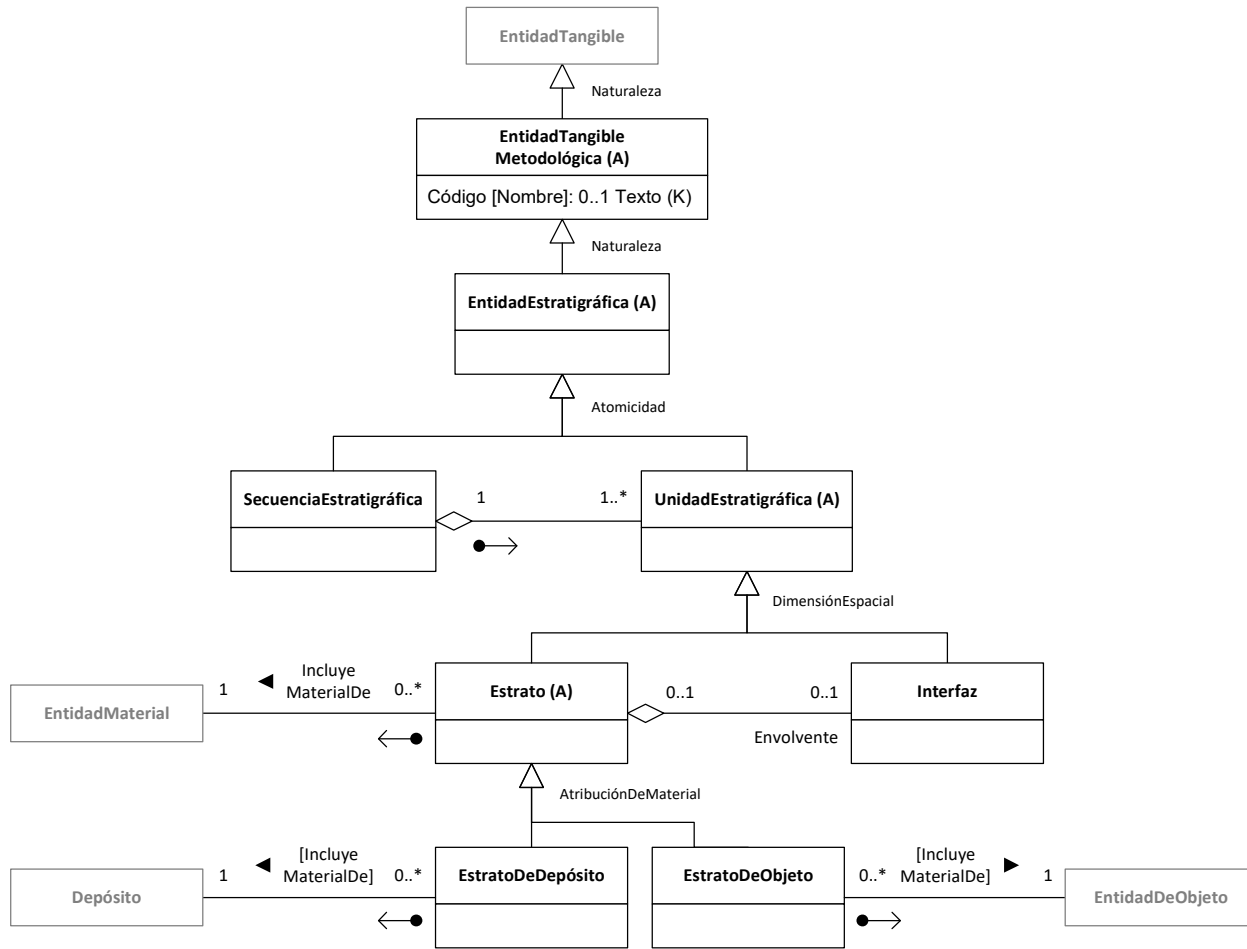 EntidadTangible
Naturaleza
EntidadTangible
Metodológica (A)
Código [Nombre]: 0..1 Texto (K)
Naturaleza
EntidadEstratigráfica (A)
Atomicidad
SecuenciaEstratigráfica
1
1..*
UnidadEstratigráfica (A)
DimensiónEspacial
EntidadMaterial
1
Incluye
MaterialDe
0..*
Estrato (A)
0..1
0..1
Envolvente
Interfaz
AtribuciónDeMaterial
Depósito
1
[Incluye
MaterialDe]
0..*
EstratoDeDepósito
EstratoDeObjeto
0..*
[Incluye
MaterialDe]
1
EntidadDeObjeto